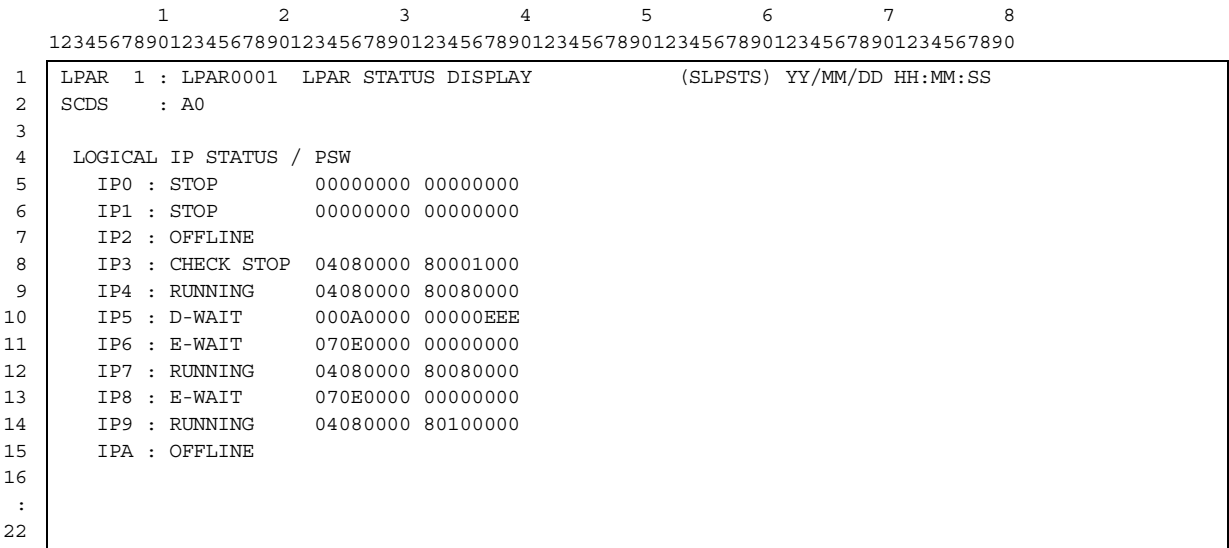 1         2         3         4         5         6         7         8
12345678901234567890123456789012345678901234567890123456789012345678901234567890
1 LPAR  1 : LPAR0001  LPAR STATUS DISPLAY            (SLPSTS) YY/MM/DD HH:MM:SS
2 SCDS    : A0
3
4  LOGICAL IP STATUS / PSW
5    IP0 : STOP        00000000 00000000
6    IP1 : STOP        00000000 00000000
7    IP2 : OFFLINE
8    IP3 : CHECK STOP  04080000 80001000
9    IP4 : RUNNING     04080000 80080000
10    IP5 : D-WAIT      000A0000 00000EEE
11    IP6 : E-WAIT      070E0000 00000000
12    IP7 : RUNNING     04080000 80080000
13    IP8 : E-WAIT      070E0000 00000000
14    IP9 : RUNNING     04080000 80100000
15    IPA : OFFLINE
16
:
22